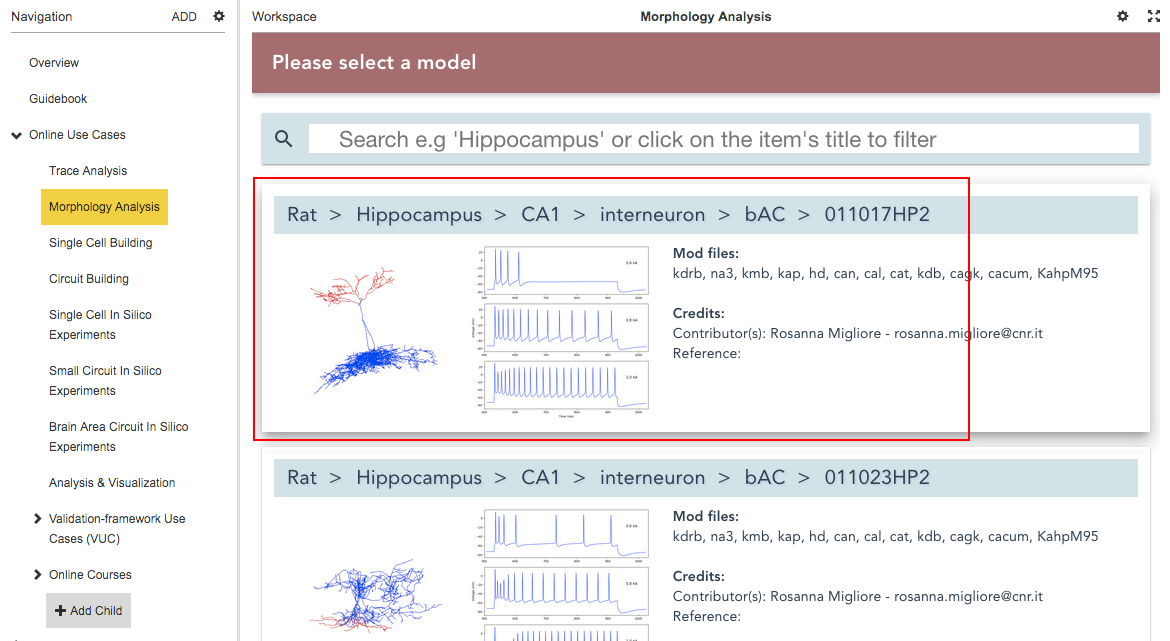 Navigation
ADD
Workspace
Morphology Analysis
Overview
Guidebook
Online Use Cases
Trace Analysis
Morphology Analysis
Single Cell Building
Circuit Building
Single Cell In Silico
Experiments
Small Circuit In Silico
Experiments
Brain Area Circuit In Silico
Experiments
Analysis & Visualization
Validation-framework Use
Cases (VUC)
Online Courses
Add Child
Please select a model
Search e.g 'Hippocampus' or click on the item's title to filter
Rat > Hippocampus > CA1 > interneuron > bAC > 011017HP2
Mod files:
kdrb, na3, kmb, kap, hd, can, cal, cat, kdb, cagk, cacum, KahpM95
Credits:
Contributor(s): Rosanna Migliore - rosanna.migliore@cnr.it
Reference:
Rat > Hippocampus > CA1 > interneuron > bAC > 011023HP2
Mod files:
kdrb, na3, kmb, kap, hd, can, cal, cat, kdb, cagk, cacum, KahpM95
Credits:
Contributor(s): Rosanna Migliore - rosanna.migliore@cnr.it
Reference: